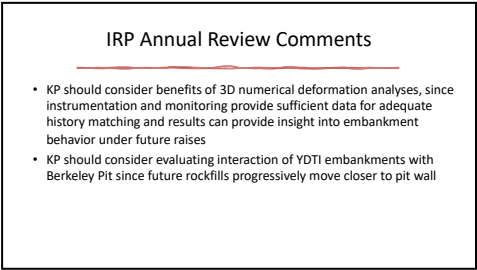 IRP Annual Review Comments
• KP should consider benefits of 3D numerical deformation analyses, since
instrumentation and monitoring provide sufficient data for adequate
history matching and results can provide insight into embankment
behavior under future raises
• KP should consider evaluating interaction of YDTI embankments with
Berkeley Pit since future rockfills progressively move closer to pit wall